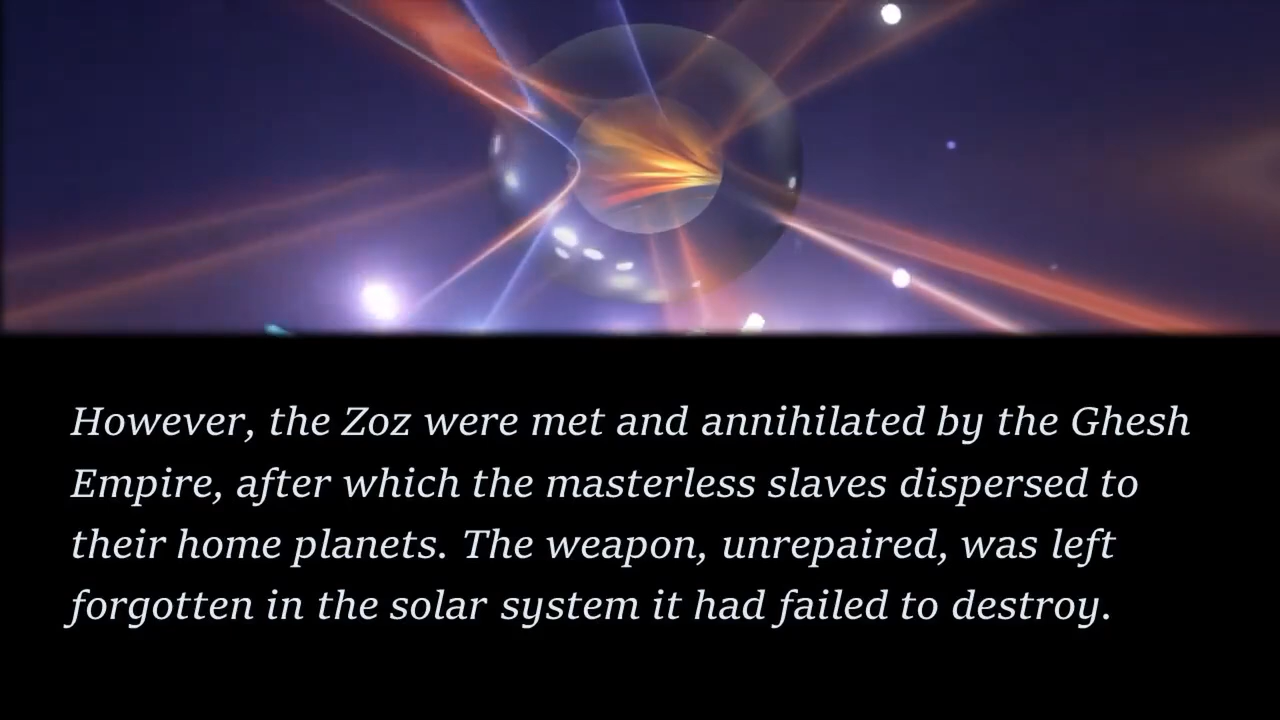 However, the Zoz were met and annihilated by the Ghesh
Empire, after which the masterless slaves dispersed to
their home planets. The weapon, unrepaired, was left
forgotten in the solar system it had failed to destroy.